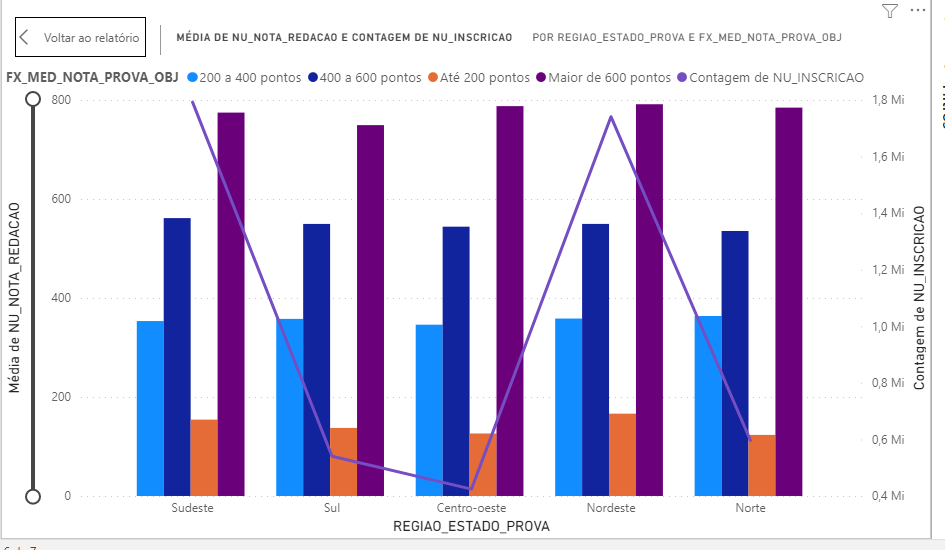 Voltar ao relatório
MÉDIA DE NU_NOTA_REDACAO E CONTAGEM DE NU_INSCRICAO POR REGIAO_ESTADO_PROVA E FX_MED_NOTA_PROVA_OBJ
FX_MED_NOTA_PROVA_OBJ 200 a 400 pontos 400 a 600 pontos Até 200 pontos Maior de 600 pontos Contagem de NU_INSCRICAO
Média de NU_NOTA_REDACAO
800
600
400
200
0
1,8 Mi
1,6 Mi
1,4 Mi
1,2 Mi
1,0 Mi
0,8 Mi
0,6 Mi
0,4 Mi
Contagem de NU_INSCRICAO
Sudeste Sul Centro-oeste Nordeste Norte
REGIAO_ESTADO_PROVA